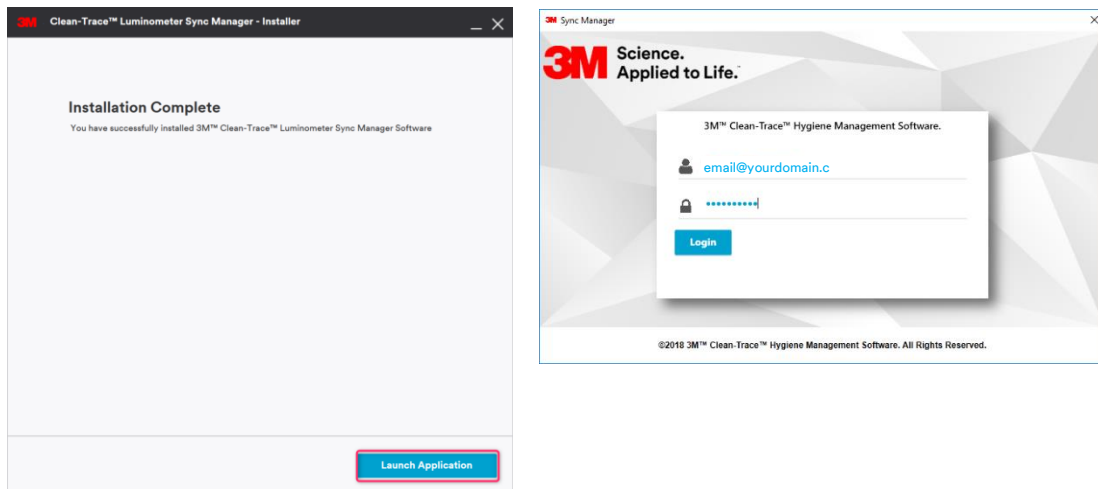 3M Clean-Trace™ Luminometer Sync Manager - Installer
Installation Complete
You have successfully installed 3M™ Clean-Trace™ Luminometer Sync Manager Software
Launch Application
3M Sync Manager
3M Science.
Applied to Life.™
3M™ Clean-Trace™ Hygiene Management Software.
email@yourdomain.c
••••••••••
Login
©2018 3M™ Clean-Trace™ Hygiene Management Software. All Rights Reserved.